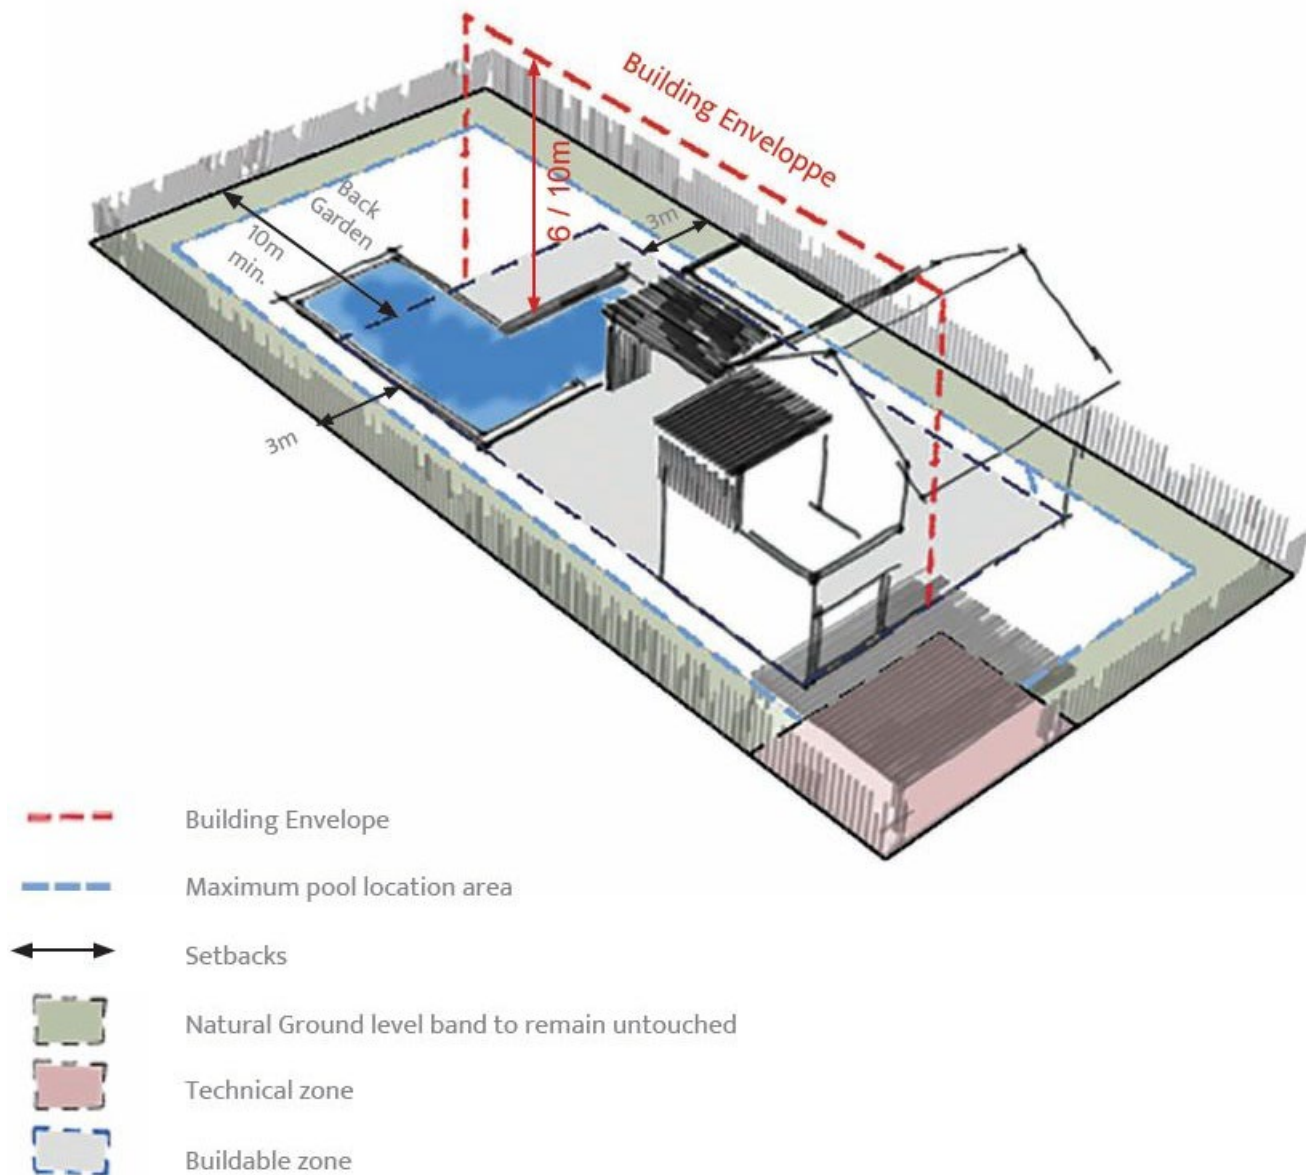 Building Enveloppe
6 / 10m
3m
Back
Garden
10m
min.
3m
Building Envelope
Maximum pool location area
Setbacks
Natural Ground level band to remain untouched
Technical zone
Buildable zone